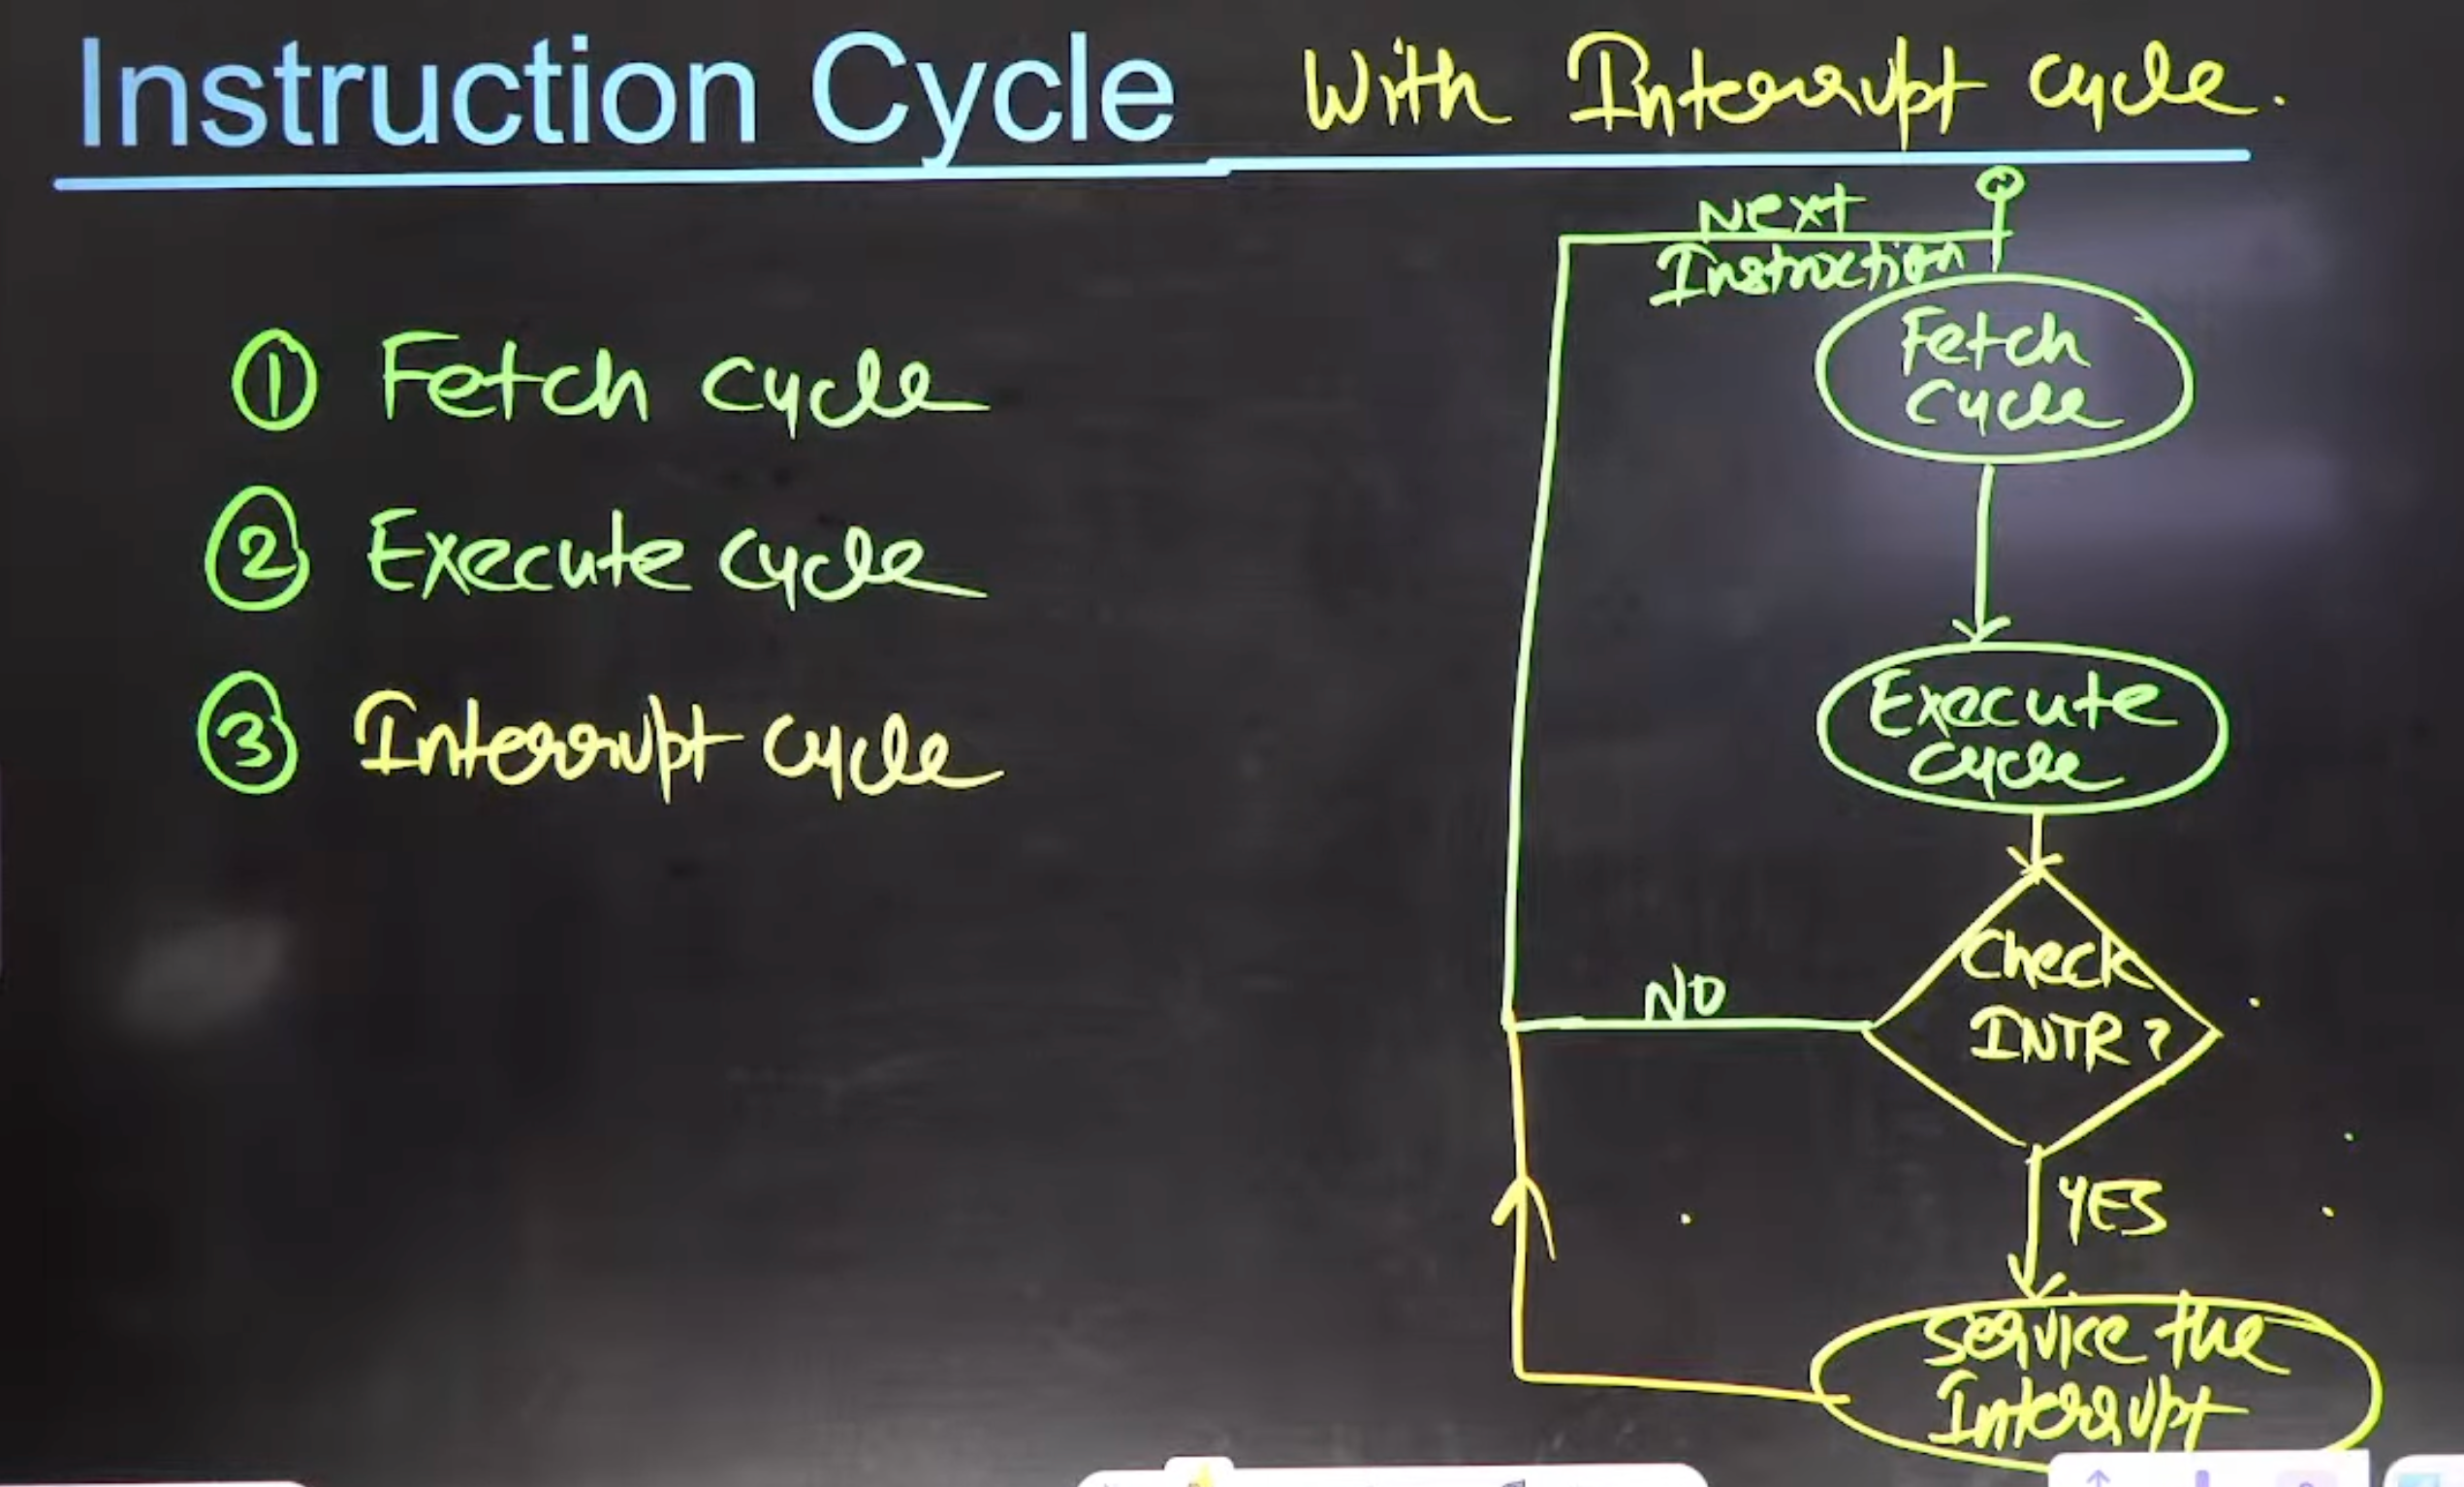 Instruction Cycle With Interrupt cycle.
① Fetch cycle
② Execute cycle
③ Interrupt cycle
Next
Instruction
Fetch
cycle
Execute
cycle
Check
INTR ?
NO
YES
Service the
Interrupt